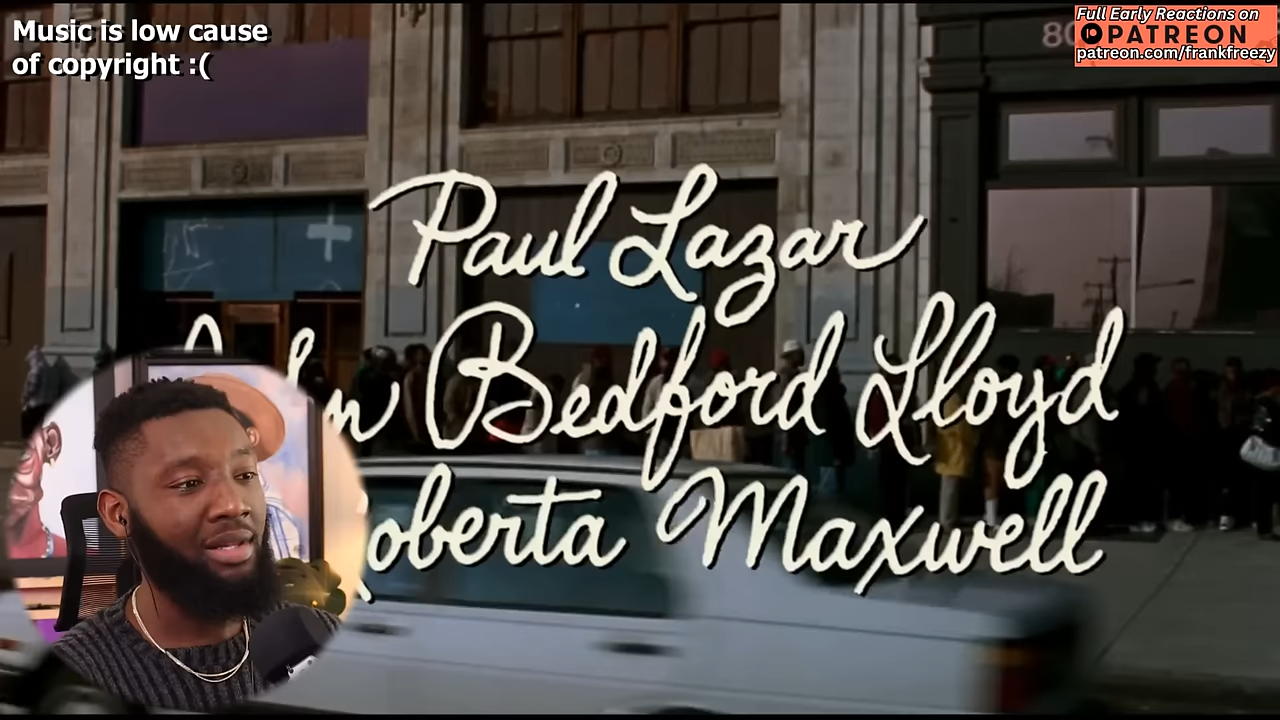 Music is low cause
of copyright :(
Full Early Reactions on
PATREON
patreon.com/frankfreezy
80
Paul Lazar
Bedford Lloyd
Maxwell